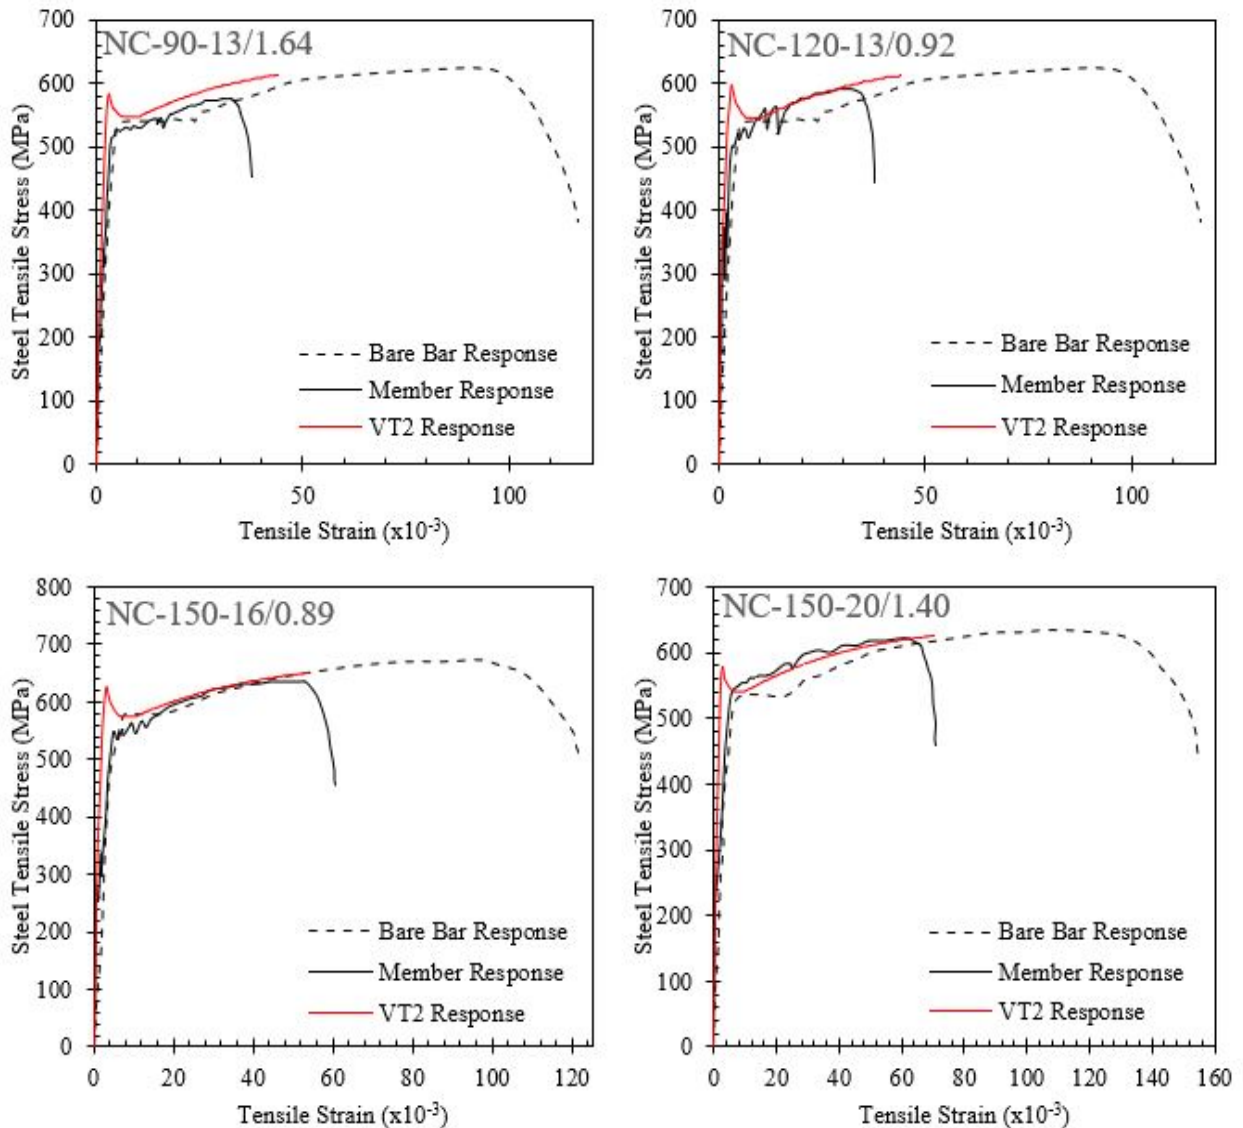 NC-90-13/1.64
Steel Tensile Stress (MPa)
700
600
500
400
300
200
100
0
0
50
100
Tensile Strain (x10-3)
Bare Bar Response
Member Response
VT2 Response
NC-120-13/0.92
Steel Tensile Stress (MPa)
700
600
500
400
300
200
100
0
0
50
100
Tensile Strain (x10-3)
Bare Bar Response
Member Response
VT2 Response
NC-150-16/0.89
Steel Tensile Stress (MPa)
800
700
600
500
400
300
200
100
0
0
20
40
60
80
100
120
Tensile Strain (x10-3)
Bare Bar Response
Member Response
VT2 Response
NC-150-20/1.40
Steel Tensile Stress (MPa)
700
600
500
400
300
200
100
0
0
20
40
60
80
100
120
140
160
Tensile Strain (x10-3)
Bare Bar Response
Member Response
VT2 Response